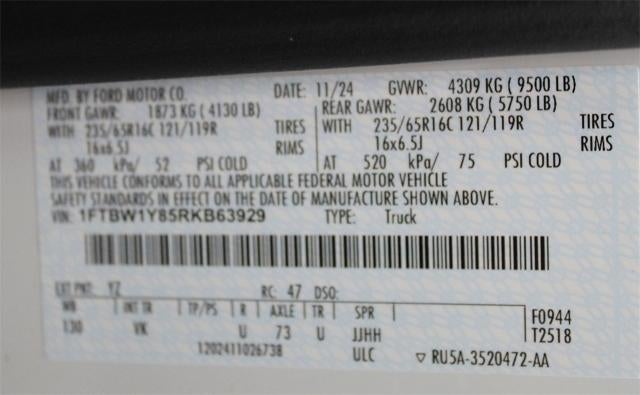 MFD. BY FORD MOTOR CO. DATE: 11/24 GVWR: 4309 KG ( 9500 LB)
FRONT GAWR: 1873 KG ( 4130 LB) REAR GAWR: 2608 KG ( 5750 LB)
WITH 235/65R16C 121/119R TIRES WITH 235/65R16C 121/119R TIRES
16x6.5J RIMS 16x6.5J RIMS
AT 360 kPa/ 52 PSI COLD AT 520 kPa/ 75 PSI COLD
THIS VEHICLE CONFORMS TO ALL APPLICABLE FEDERAL MOTOR VEHICLE
SAFETY STANDARDS IN EFFECT ON THE DATE OF MANUFACTURE SHOWN ABOVE.
VIN: 1FTBW1Y85RKB63929 TYPE: Truck
EXT PNT: YZ RC: 47 DSO:
WB INT TR TP/PS R AXLE TR SPR F0944
130 VK U 73 U JJHH T2518
1202411026738 ULC ▽ RU5A-3520472-AA